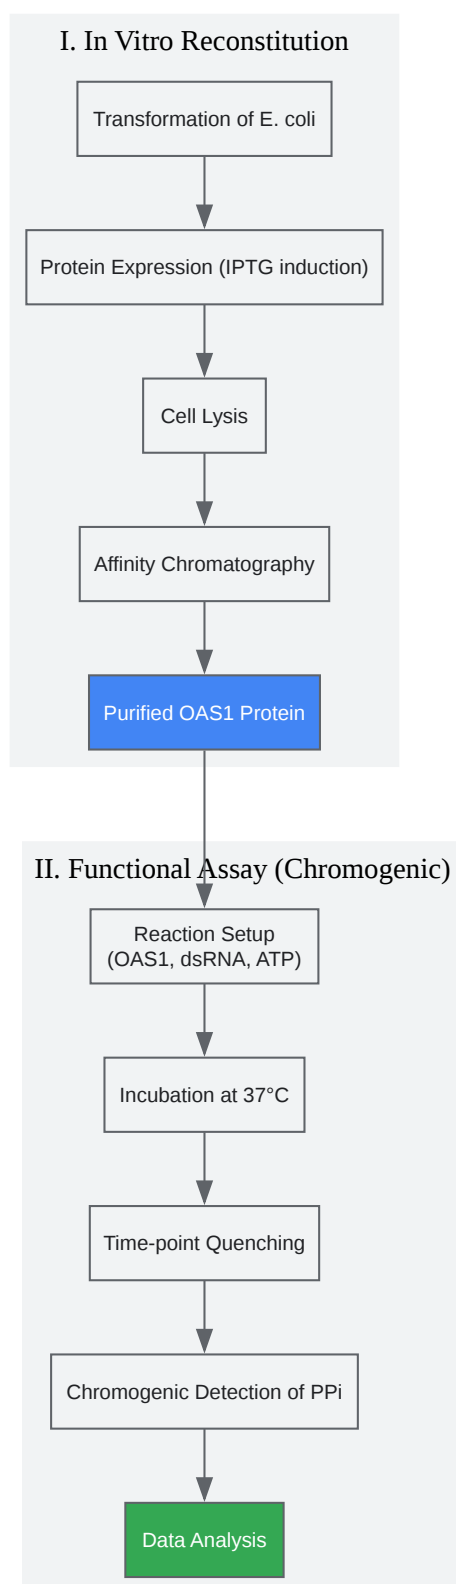 I. In Vitro Reconstitution
Transformation of E. coli
Protein Expression (IPTG induction)
Cell Lysis
Affinity Chromatography
Purified OAS1 Protein
II. Functional Assay (Chromogenic)
Reaction Setup
(OAS1, dsRNA, ATP)
Incubation at 37°C
Time-point Quenching
Chromogenic Detection of PPi
Data Analysis